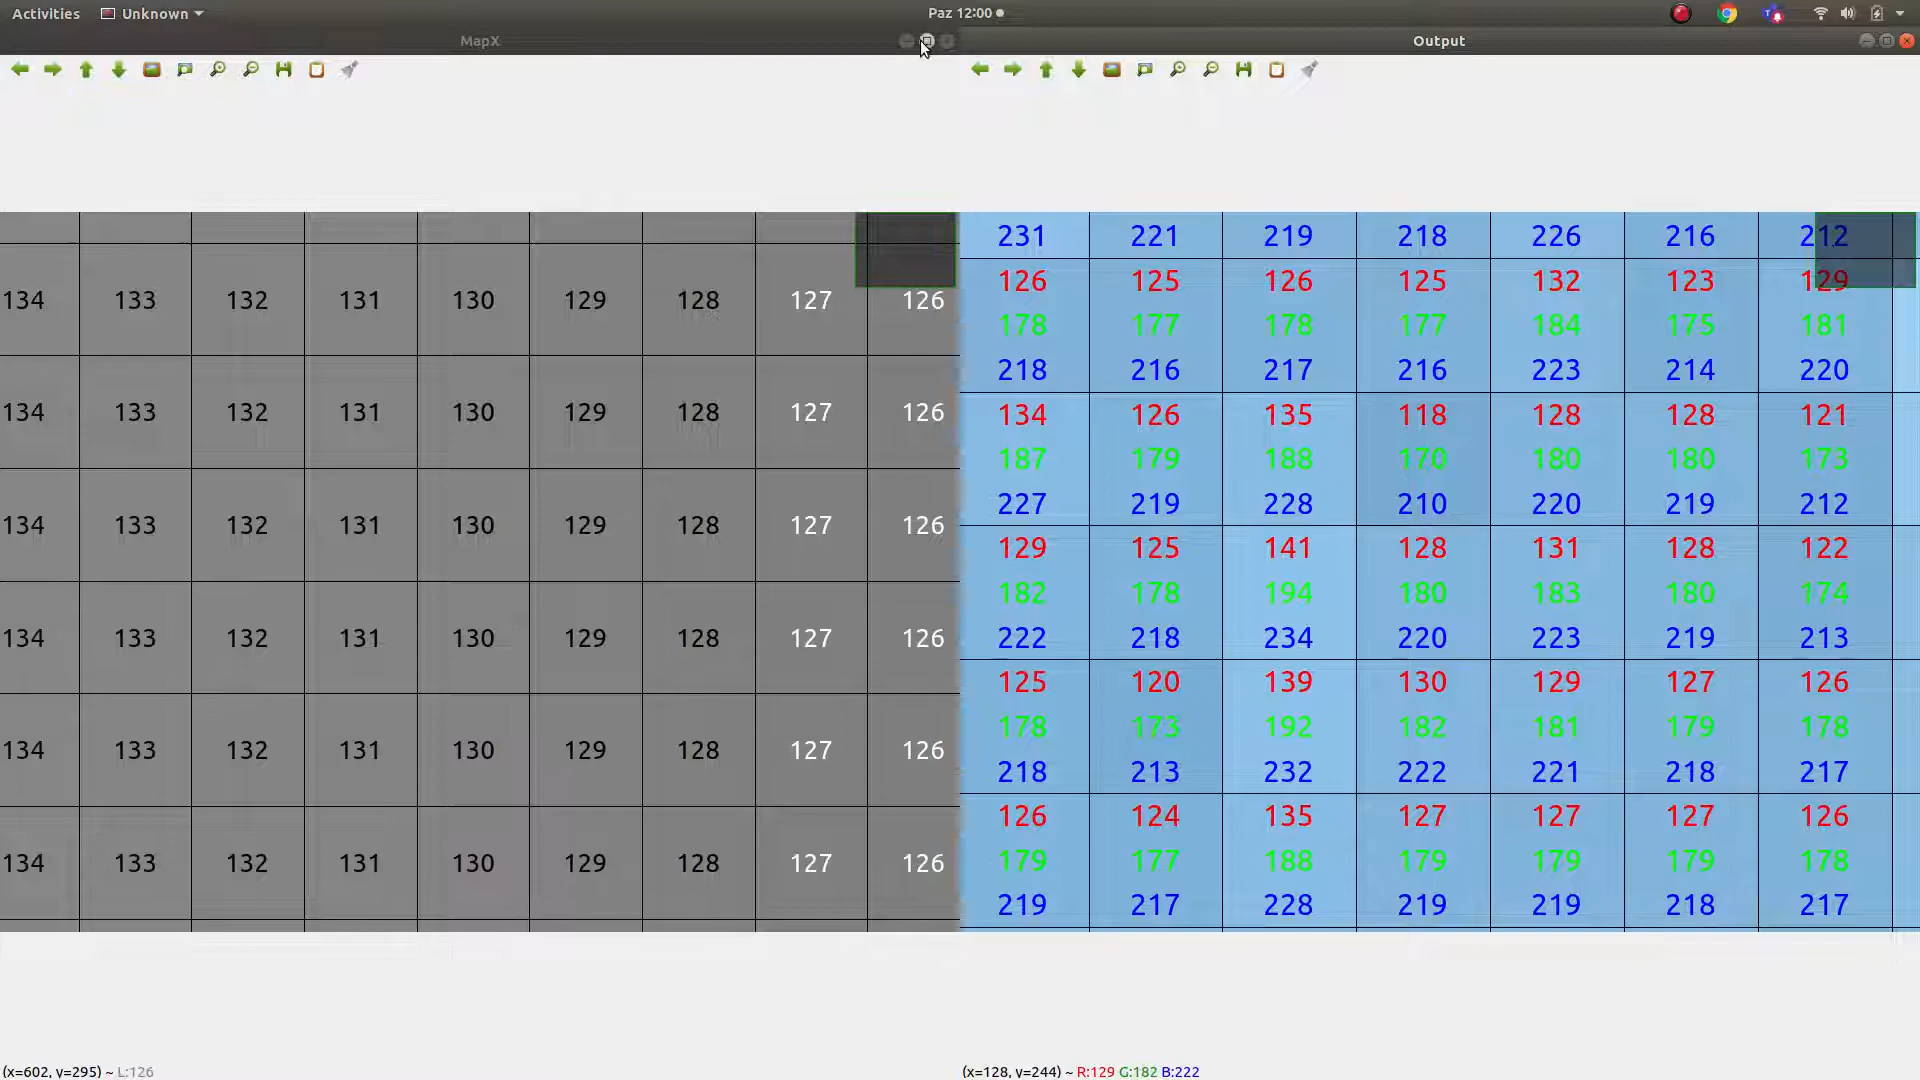 Activities Unknown Paz 12:00
MapX
Output
134 133 132 131 130 129 128 127 126
134 133 132 131 130 129 128 127 126
134 133 132 131 130 129 128 127 126
134 133 132 131 130 129 128 127 126
134 133 132 131 130 129 128 127 126
134 133 132 131 130 129 128 127 126
(x=602, y=295) ~ L:126
231 221 219 218 226 216 212
126 125 126 125 132 123 129
178 177 178 177 184 175 181
218 216 217 216 223 214 220
134 126 135 118 128 128 121
187 179 188 170 180 180 173
227 219 228 210 220 219 212
129 125 141 128 131 128 122
182 178 194 180 183 180 174
222 218 234 220 223 219 213
125 120 139 130 129 127 126
178 173 192 182 181 179 178
218 213 232 222 221 218 217
126 124 135 127 127 127 126
179 177 188 179 179 179 178
219 217 228 219 219 218 217
(x=128, y=244) ~ R:129 G:182 B:222